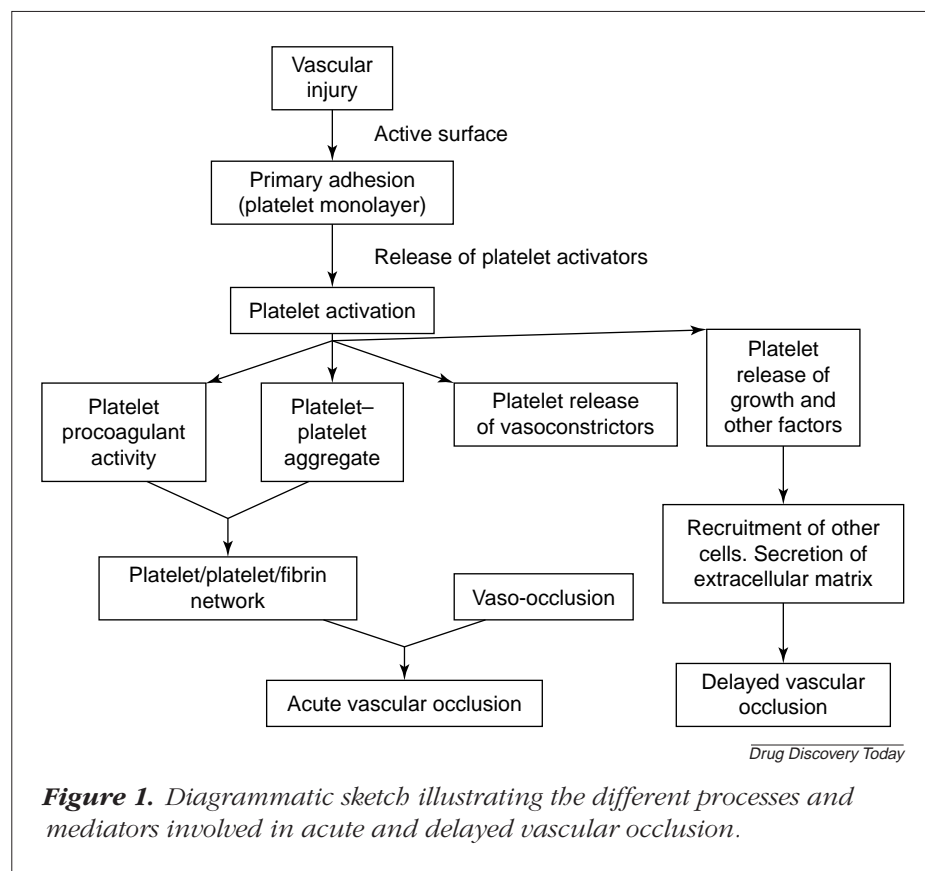 Vascular
injury
Active surface
Primary adhesion
(platelet monolayer)
Release of platelet activators
Platelet activation
Platelet
procoagulant
activity
Platelet–
platelet
aggregate
Platelet release
of vasoconstrictors
Platelet
release of
growth and
other factors
Platelet/platelet/fibrin
network
Vaso-occlusion
Recruitment of other
cells. Secretion of
extracellular matrix
Acute vascular occlusion
Delayed vascular
occlusion
Drug Discovery Today
Figure 1. Diagrammatic sketch illustrating the different processes and
mediators involved in acute and delayed vascular occlusion.